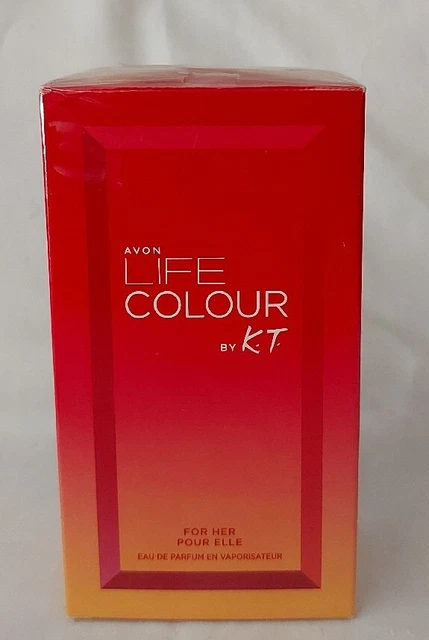 AVON
LIFE
COLOUR
BY K.T.
FOR HER
POUR ELLE
EAU DE PARFUM EN VAPORISATEUR